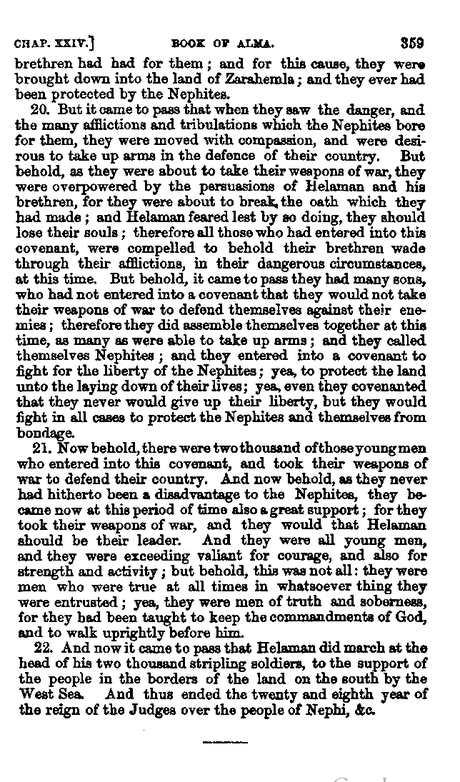 CHAP. XXIV.] BOOK OF ALMA. 359
brethren had had for them; and for this cause, they were
brought down into the land of Zarahemla; and they ever had
been protected by the Nephites.
20. But it came to pass that when they saw the danger, and
the many afflictions and tribulations which the Nephites bore
for them, they were moved with compassion, and were desi-
rous to take up arms in the defence of their country. But
behold, as they were about to take their weapons of war, they
were overpowered by the persuasions of Helaman and his
brethren, for they were about to break the oath which they
had made; and Helaman feared lest by so doing, they should
lose their souls; therefore all those who had entered into this
covenant, were compelled to behold their brethren wade
through their afflictions, in their dangerous circumstances,
at this time. But behold, it came to pass they had many sons,
who had not entered into a covenant that they would not take
their weapons of war to defend themselves against their ene-
mies; therefore they did assemble themselves together at this
time, as many as were able to take up arms; and they called
themselves Nephites; and they entered into a covenant to
fight for the liberty of the Nephites; yea, to protect the land
unto the laying down of their lives; yea, even they covenanted
that they never would give up their liberty, but they would
fight in all cases to protect the Nephites and themselves from
bondage.
21. Now behold, there were two thousand of those young men
who entered into this covenant, and took their weapons of
war to defend their country. And now behold, as they never
had hitherto been a disadvantage to the Nephites, they be-
came now at this period of time also a great support; for they
took their weapons of war, and they would that Helaman
should be their leader. And they were all young men,
and they were exceeding valiant for courage, and also for
strength and activity; but behold, this was not all: they were
men who were true at all times in whatsoever thing they
were entrusted; yea, they were men of truth and soberness,
for they had been taught to keep the commandments of God,
and to walk uprightly before him.
22. And now it came to pass that Helaman did march at the
head of his two thousand stripling soldiers, to the support of
the people in the borders of the land on the south by the
West Sea. And thus ended the twenty and eighth year of
the reign of the Judges over the people of Nephi, &c.